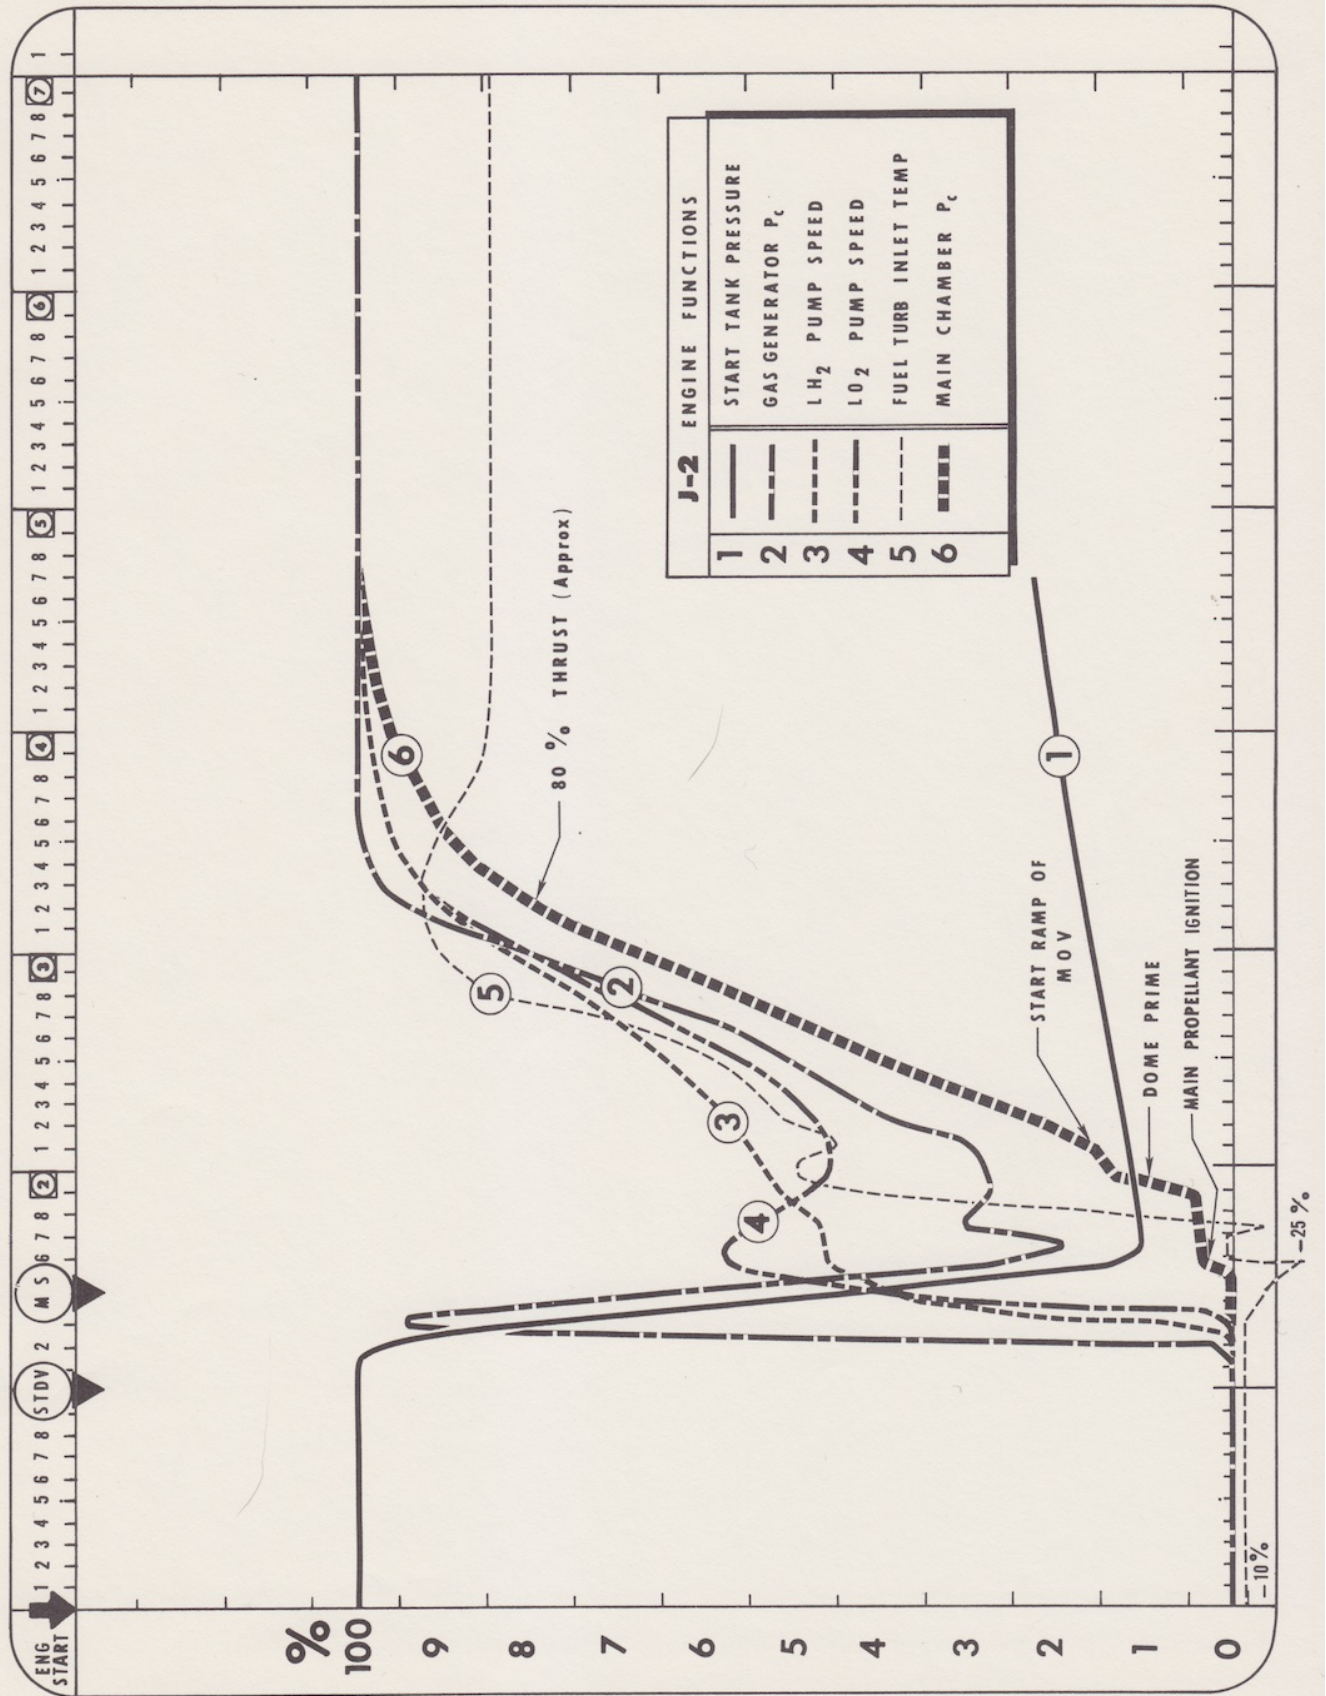 ENG START
1 2 3 4 5 6 7 8 STDV 2 M S 6 7 8 2 1 2 3 4 5 6 7 8 3 1 2 3 4 5 6 7 8 4 1 2 3 4 5 6 7 8 5 1 2 3 4 5 6 7 8 6 1 2 3 4 5 6 7 8 7 1
%
100
9
8
7
6
5
4
3
2
1
0
6
5
2
3
4
1
80 % THRUST (Approx)
J-2 ENGINE FUNCTIONS
1 START TANK PRESSURE
2 GAS GENERATOR Pc
3 LH2 PUMP SPEED
4 LO2 PUMP SPEED
5 FUEL TURB INLET TEMP
6 MAIN CHAMBER Pc
START RAMP OF
MOV
DOME PRIME
MAIN PROPELLANT IGNITION
-10%
-25%